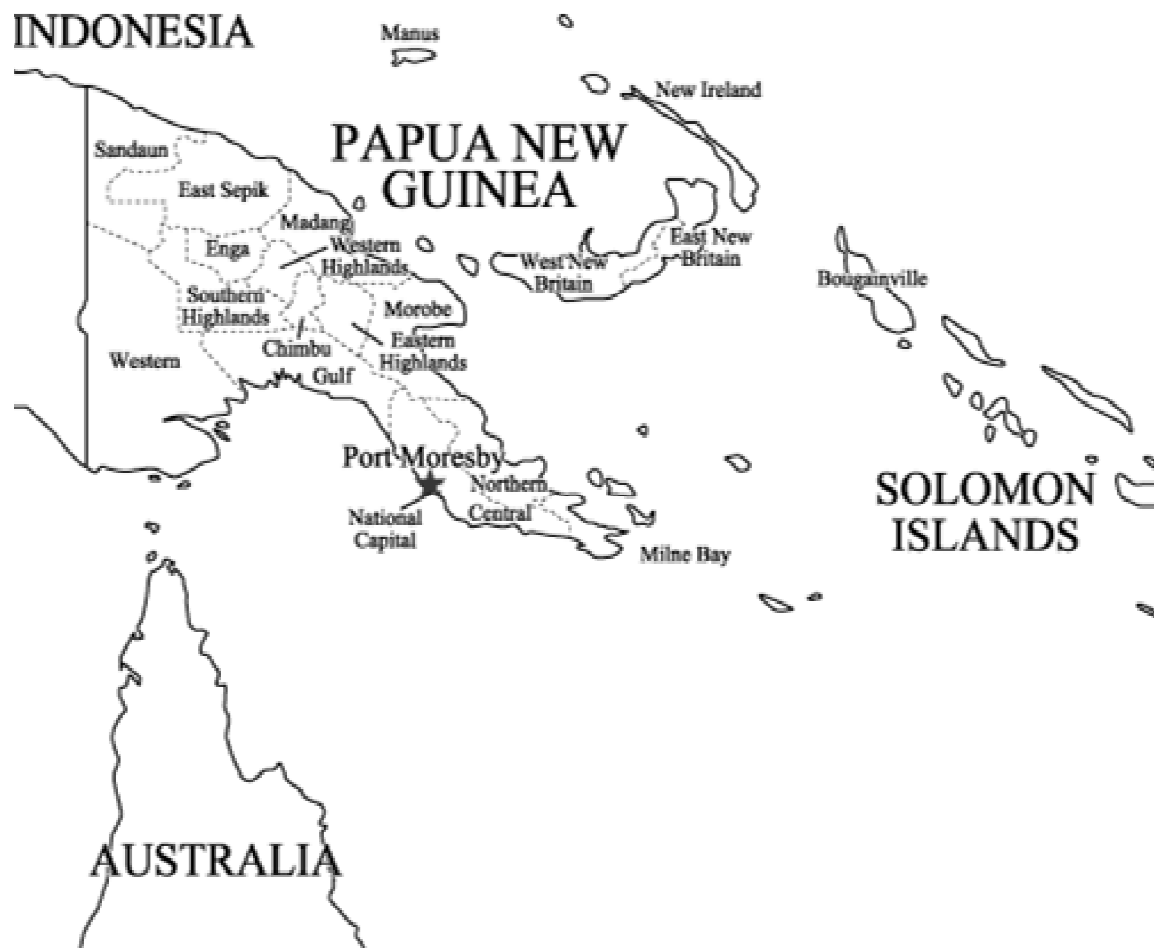 INDONESIA
Manus
New Ireland
PAPUA NEW
GUINEA
Sandaun
East Sepik
Madang
Enga
Western
Highlands
East New
Britain
West New
Britain
Bougainville
Southern
Highlands
Morobe
Chimbu
Eastern
Highlands
Western
Gulf
Port Moresby
Northern
Central
National
Capital
Milne Bay
SOLOMON
ISLANDS
AUSTRALIA